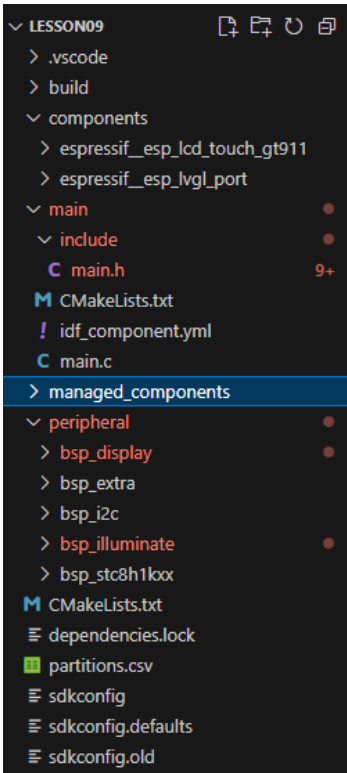 LESSON09
.vscode
build
components
espressif__esp_lcd_touch_gt911
espressif__esp_lvgl_port
main
include
C main.h 9+
M CMakeLists.txt
! idf_component.yml
C main.c
managed_components
peripheral
bsp_display
bsp_extra
bsp_i2c
bsp_illuminate
bsp_stc8h1kxx
M CMakeLists.txt
dependencies.lock
partitions.csv
sdkconfig
sdkconfig.defaults
sdkconfig.old